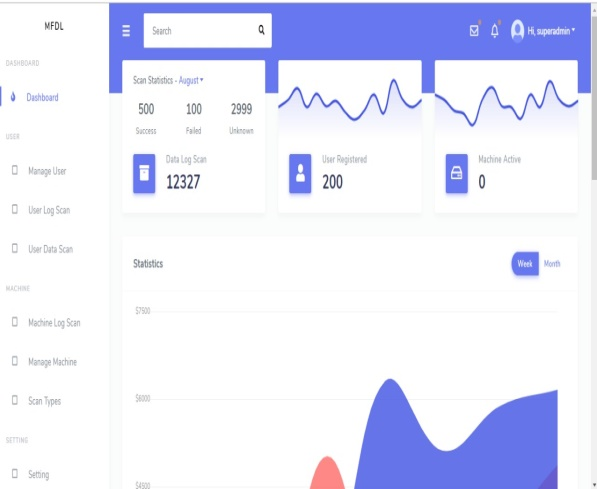 MFDL
DASHBOARD
Dashboard
USER
Manage User
User Log Scan
User Data Scan
MACHINE
Machine Log Scan
Manage Machine
Scan Types
SETTING
Setting
Search
Hi, superadmin
Scan Statistics - August
500 100 2999
Success Failed Unknown
Data Log Scan
12327
User Registered
200
Machine Active
0
Statistics
Week Month
$7500
$6000
$4500